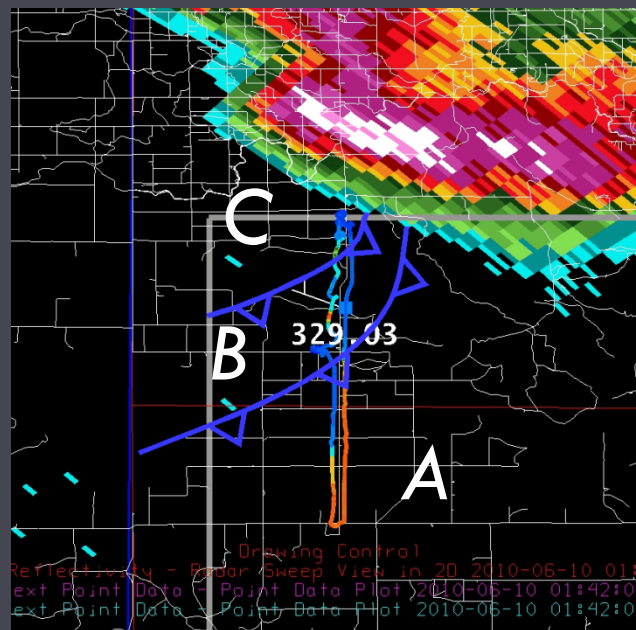 C
329.03
B
A
Drawing Control
Reflectivity - Radar Sweep View in 2D 2010-06-10 01:
ext Point Data - Point Data Plot 2010-06-10 01:42:0
ext Point Data - Point Data Plot 2010-06-10 01:42:0